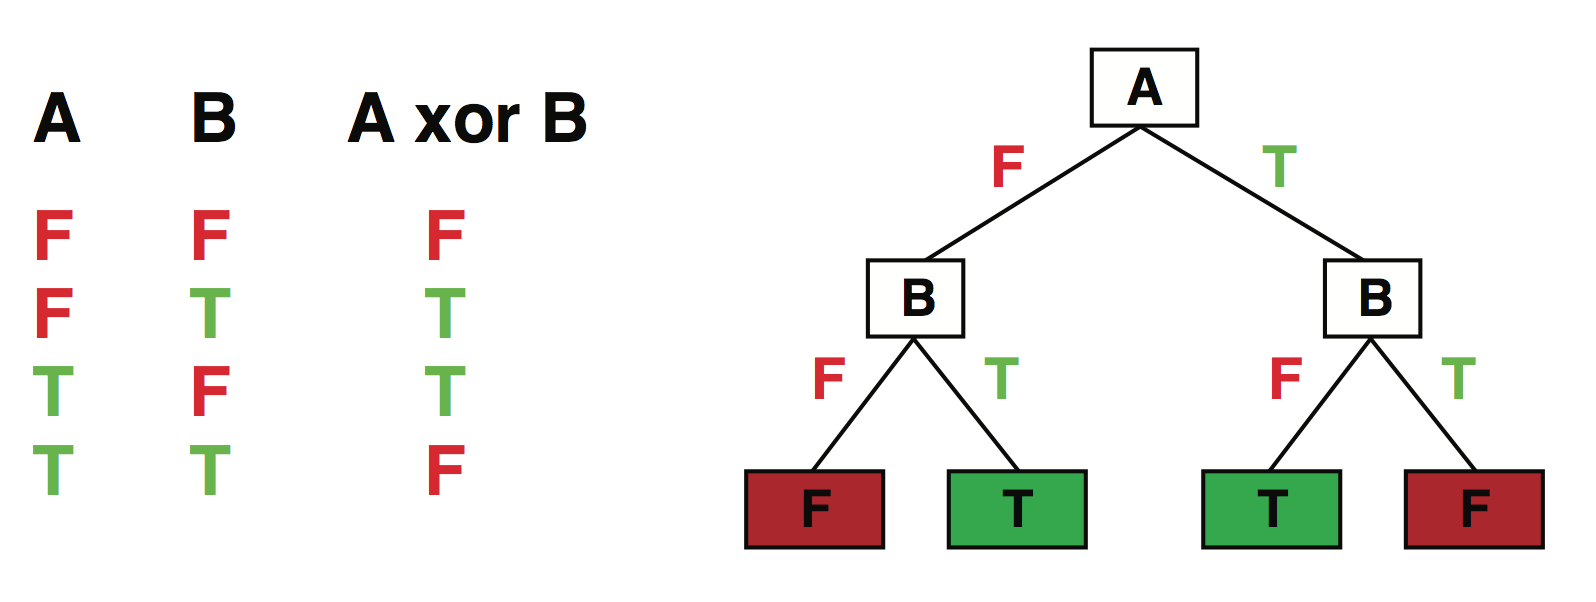 A B A xor B
F F F
F T T
T F T
T T F
A
F T
B B
F T F T
F T T F